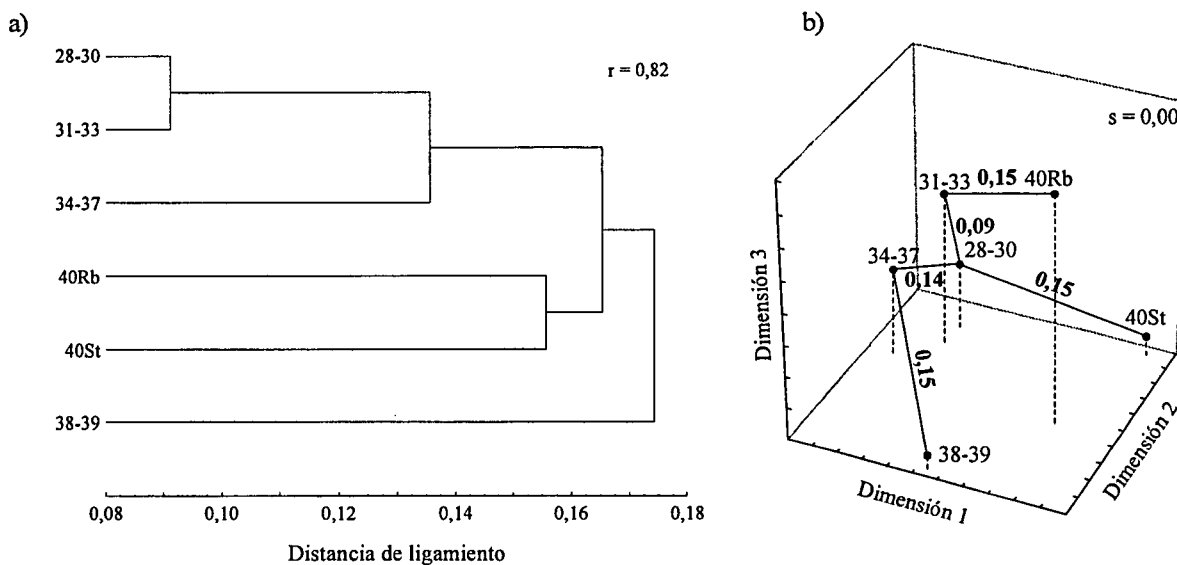 a)
28-30
31-33
34-37
40Rb
40St
38-39
r = 0,82
0,08 0,10 0,12 0,14 0,16 0,18
Distancia de ligamiento
b)
s = 0,00
31-33 0,15 40Rb
0,09
34-37 28-30
0,14
0,15
40St
0,15
38-39
Dimensión 3
Dimensión 1
Dimensión 2